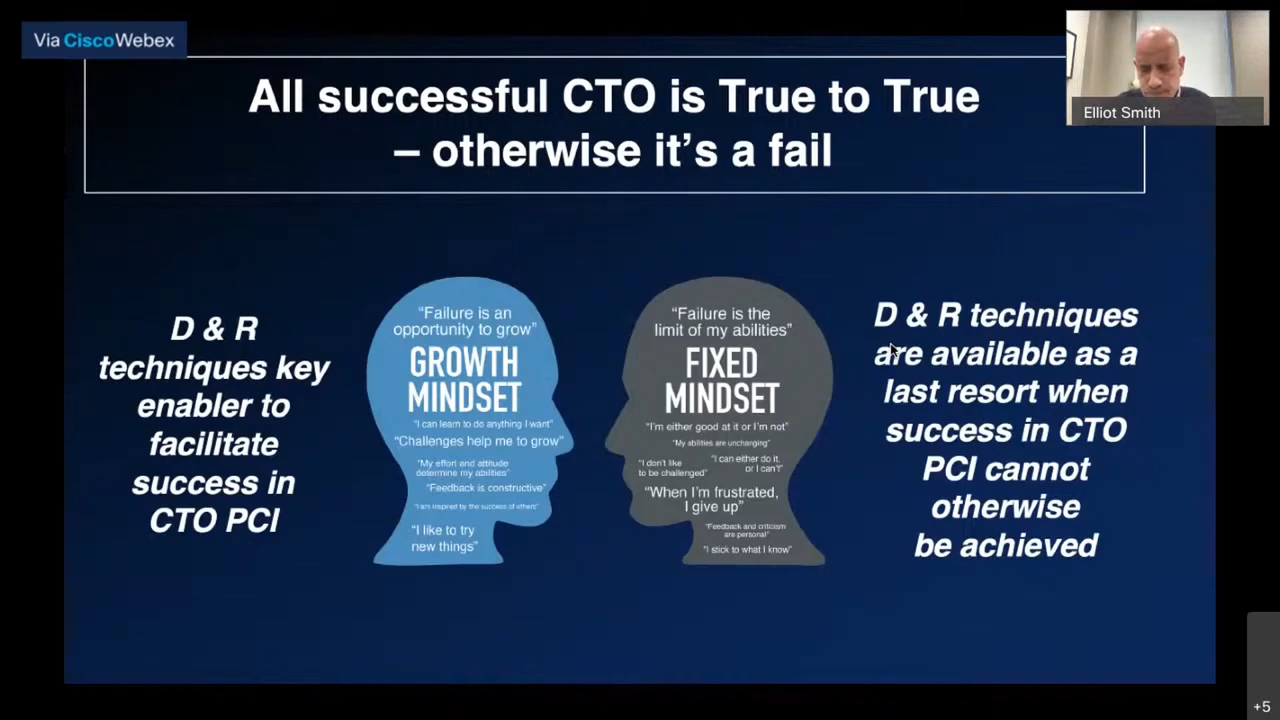 Via CiscoWebex
All successful CTO is True to True
– otherwise it’s a fail
Elliot Smith
D & R
techniques key
enabler to
facilitate
success in
CTO PCI
“Failure is an
opportunity to grow”
GROWTH
MINDSET
“I can learn to do anything I want”
“Challenges help me to grow”
“My effort and attitude
determine my abilities”
“Feedback is constructive”
“I am inspired by the success of others”
“I like to try
new things”
“Failure is the
limit of my abilities”
FIXED
MINDSET
“I’m either good at it or I’m not”
“My abilities are unchanging”
“I don’t like
to be challenged”
“I can either do it,
or I can’t”
“When I’m frustrated,
I give up”
“Feedback and criticism
are personal”
“I stick to what I know”
D & R techniques
are available as a
last resort when
success in CTO
PCI cannot
otherwise
be achieved
+5